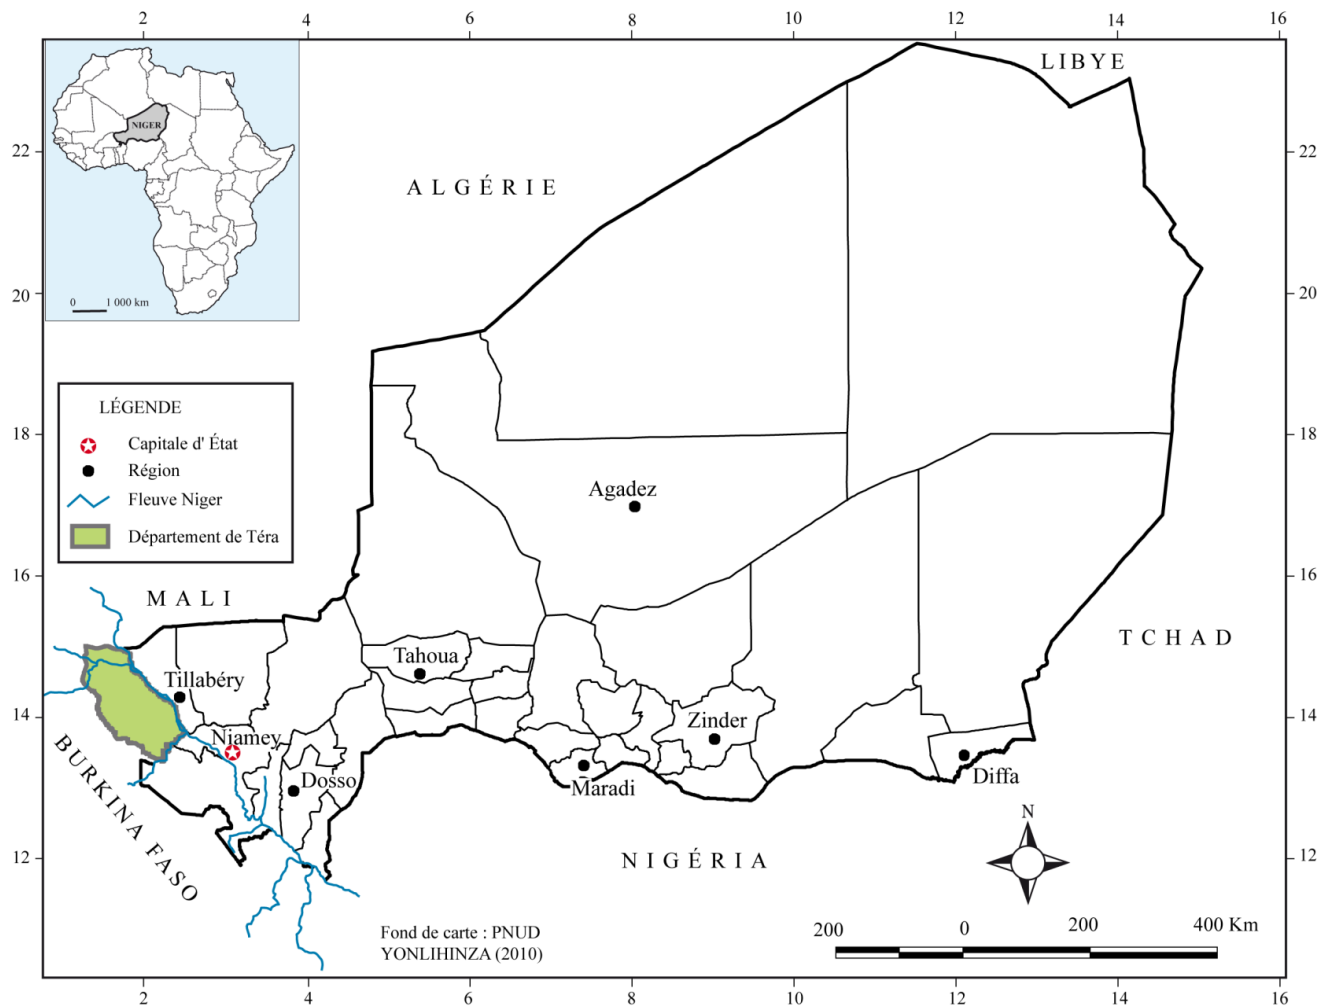 2 4 6 8 10 12 14 16
LIBYE
NIGER
22 22
ALGÉRIE
0 1 000 km
20 20
LÉGENDE
Capitale d' État
Région
Fleuve Niger
Département de Téra
18 18
Agadez
16 16
MALI
TCHAD
Tahoua
Tillabéry
14 14
Zinder
Niamey
BURKINA FASO
Dosso
Diffa
Maradi
N
12 12
NIGÉRIA
200 0 200 400 Km
Fond de carte : PNUD
YONLIHINZA (2010)
2 4 6 8 10 12 14 16